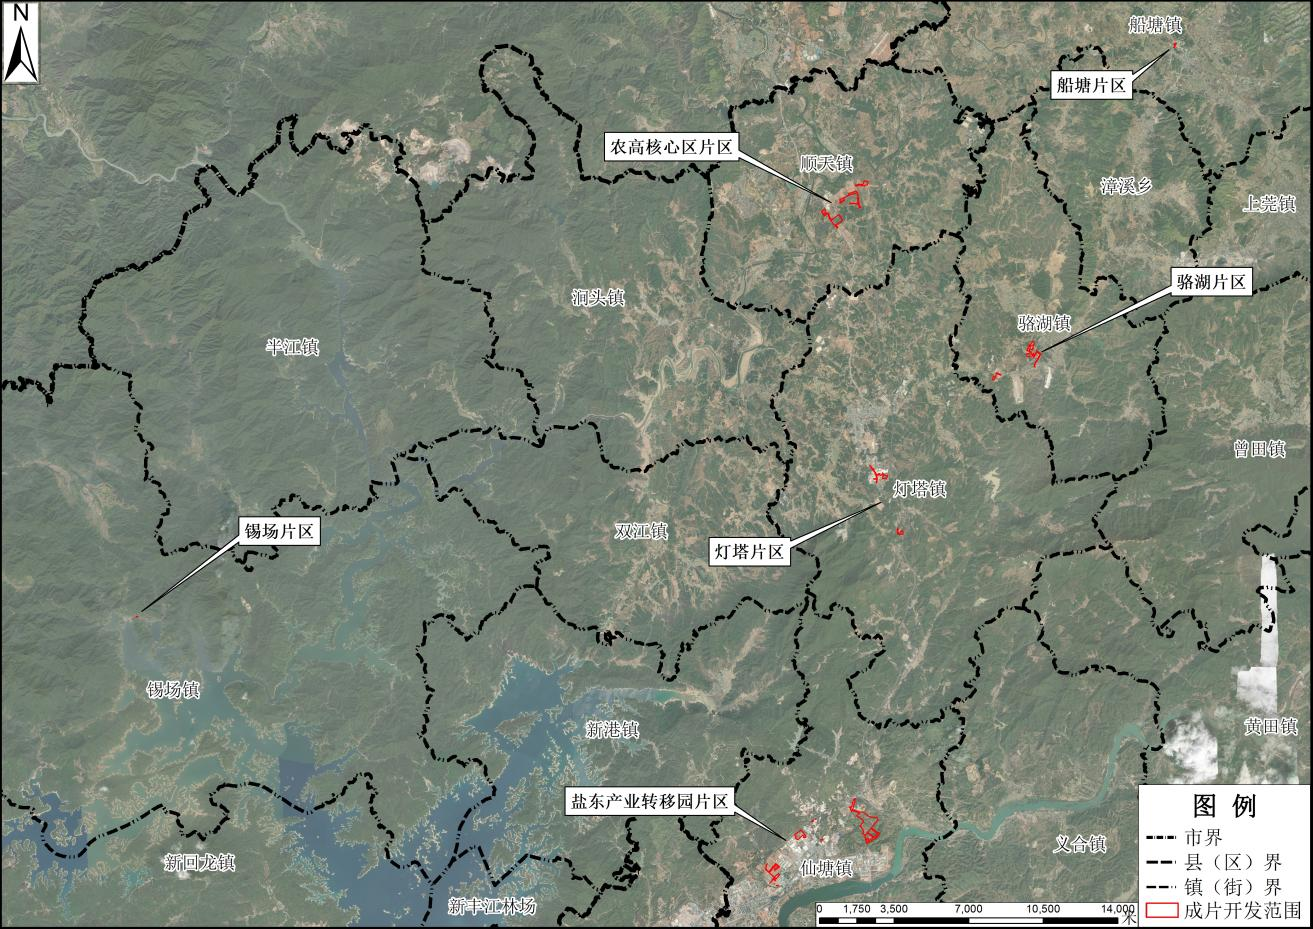 N
船塘镇
船塘片区
农高核心区片区
顺天镇
漳溪乡
上莞镇
骆湖片区
涧头镇
骆湖镇
半江镇
曾田镇
灯塔镇
锡场片区
双江镇
灯塔片区
锡场镇
新港镇
黄田镇
盐东产业转移园片区
义合镇
新回龙镇
仙塘镇
新丰江林场
图 例
市界
县（区）界
镇（街）界
成片开发范围
0 1,750 3,500 7,000 10,500 14,000
米